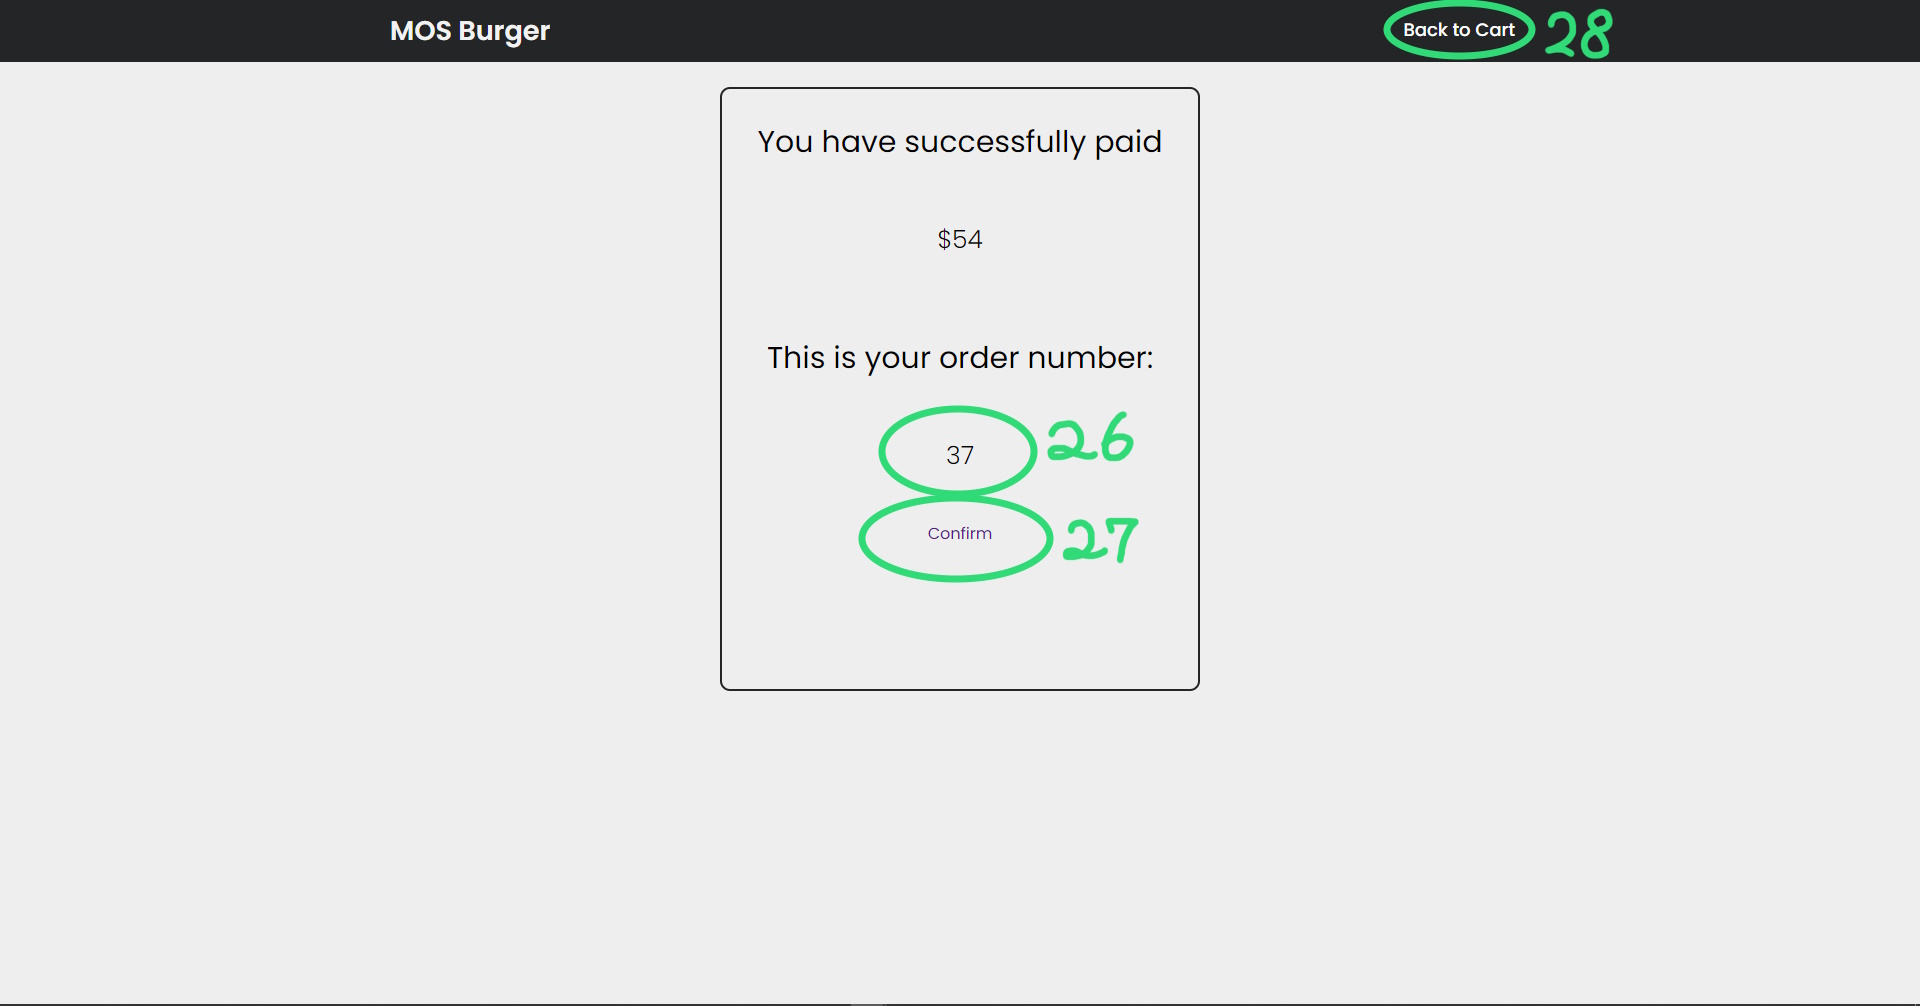 MOS Burger
Back to Cart 28
You have successfully paid
$54
This is your order number:
37 26
Confirm 27